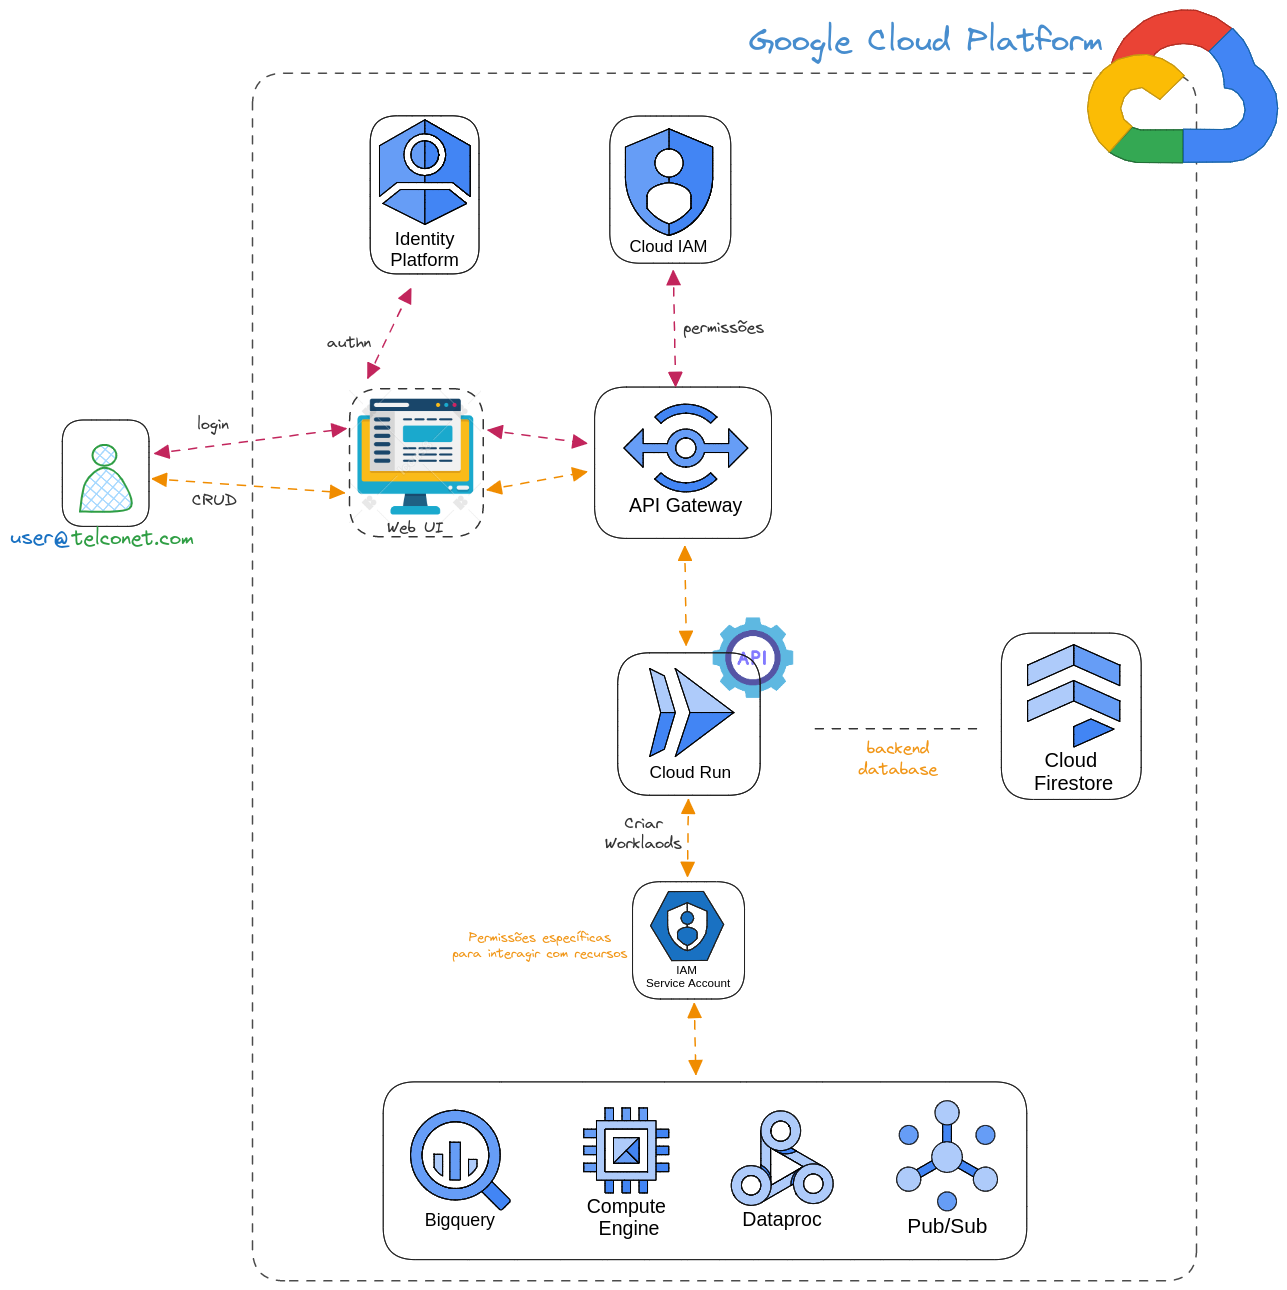 Google Cloud Platform
Identity
Platform
Cloud IAM
authn
permissões
login
CRUD
user@telconet.com
Web UI
API Gateway
API
Cloud Run
backend
database
Cloud
Firestore
Criar
Worklaods
Permissões específicas
para interagir com recursos
IAM
Service Account
Bigquery
Compute
Engine
Dataproc
Pub/Sub